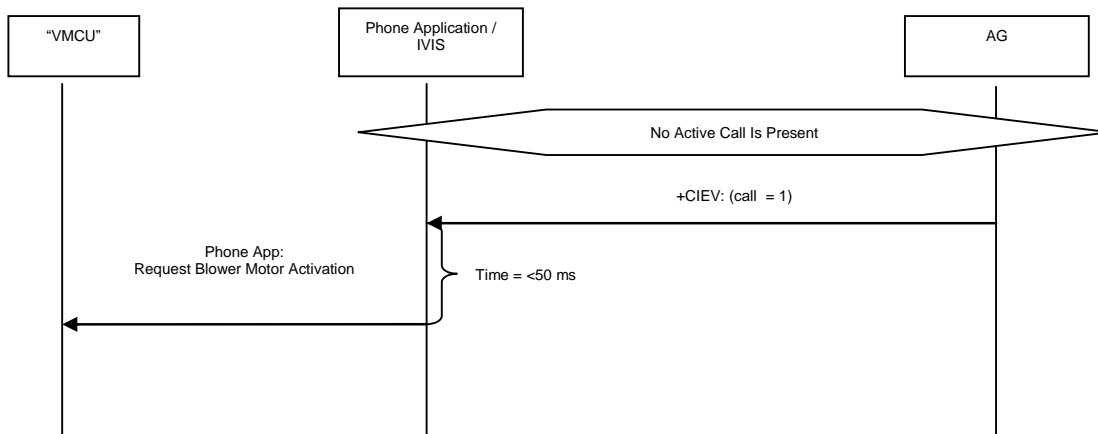 “VMCU”
Phone Application /
IVIS
AG
No Active Call Is Present
+CIEV: (call = 1)
Phone App:
Request Blower Motor Activation
Time = <50 ms